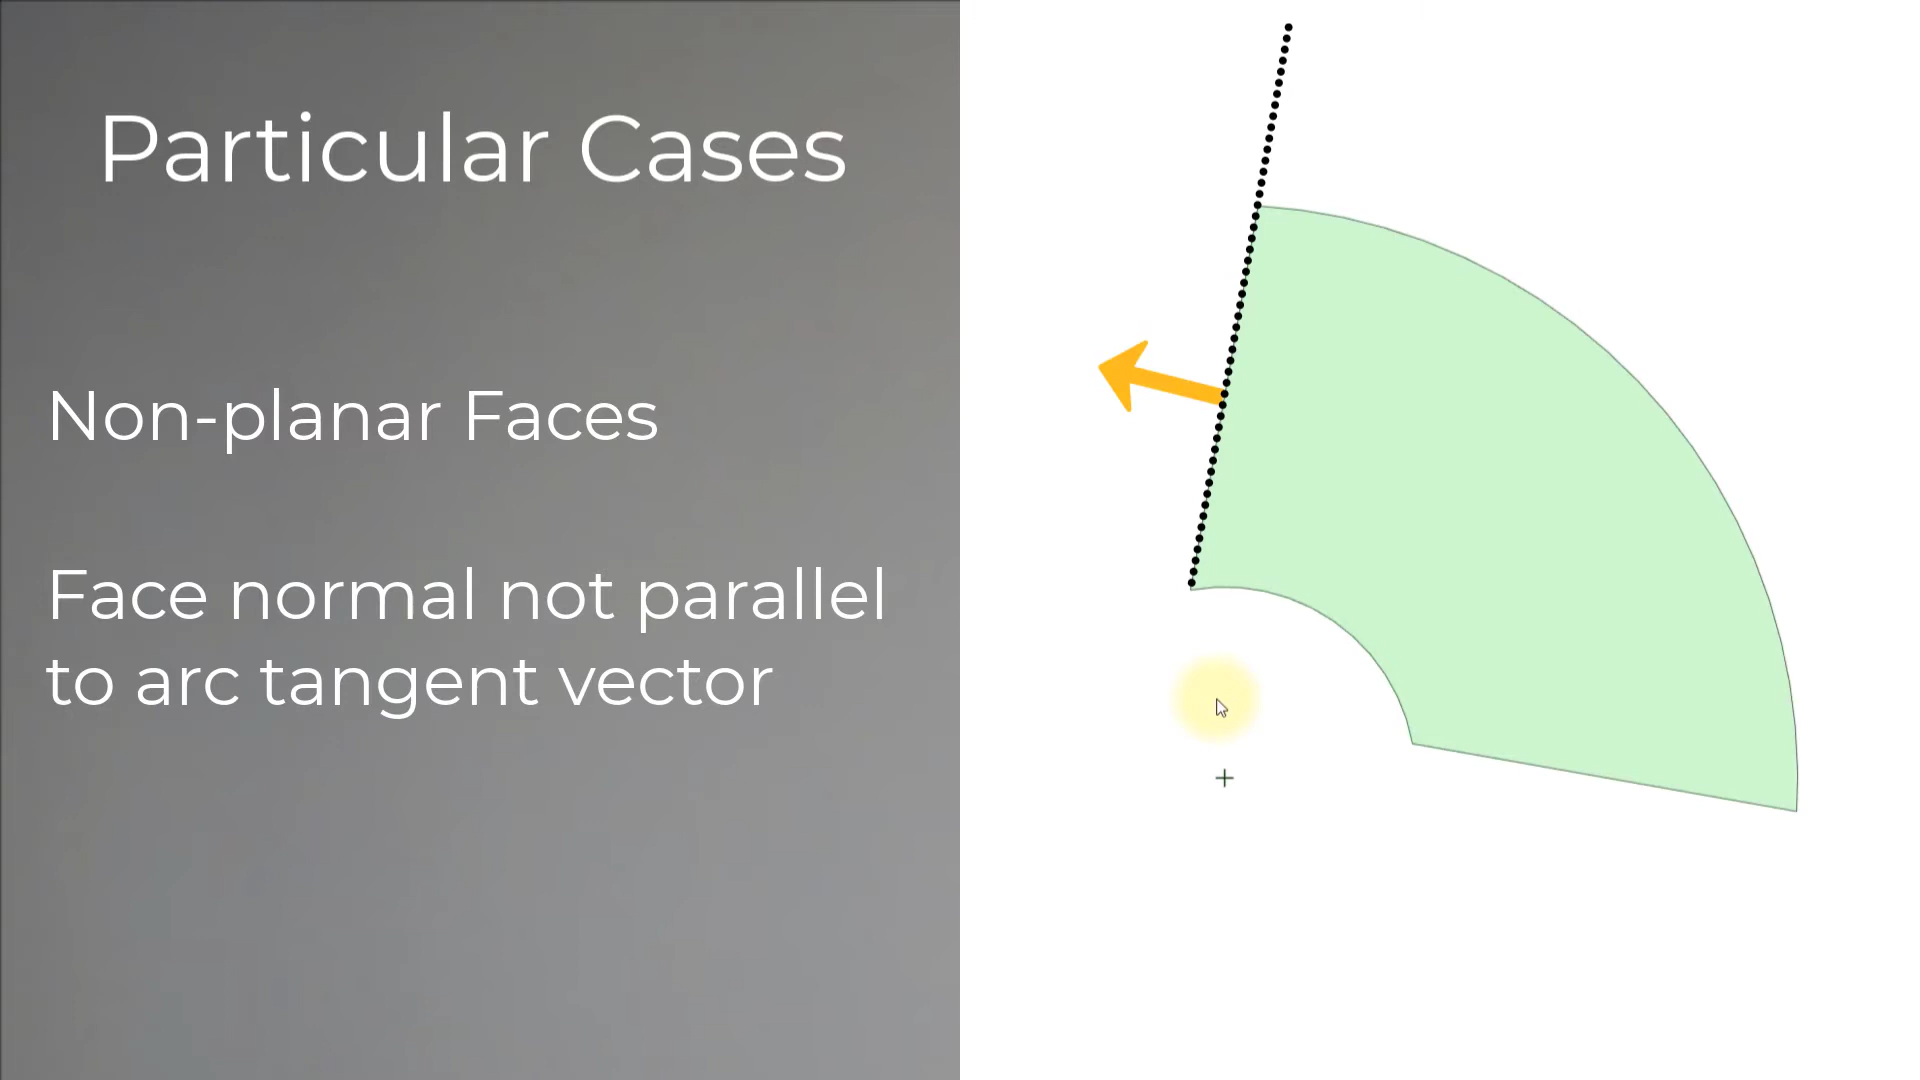 Particular Cases
Non-planar Faces
Face normal not parallel
to arc tangent vector